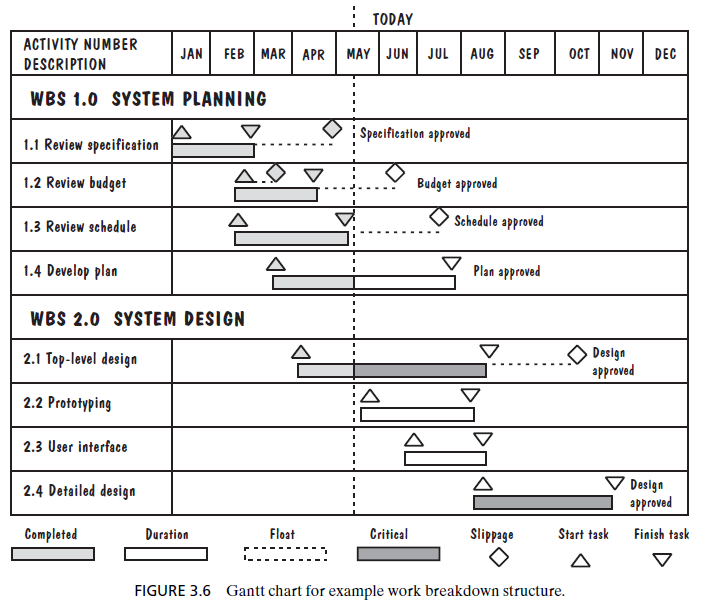 TODAY
ACTIVITY NUMBER
DESCRIPTION
JAN FEB MAR APR MAY JUN JUL AUG SEP OCT NOV DEC
WBS 1.0 SYSTEM PLANNING
1.1 Review specification
Specification approved
1.2 Review budget
Budget approved
1.3 Review schedule
Schedule approved
1.4 Develop plan
Plan approved
WBS 2.0 SYSTEM DESIGN
2.1 Top-level design
Design
approved
2.2 Prototyping
2.3 User interface
2.4 Detailed design
Design
approved
Completed Duration Float Critical Slippage Start task Finish task
FIGURE 3.6 Gantt chart for example work breakdown structure.